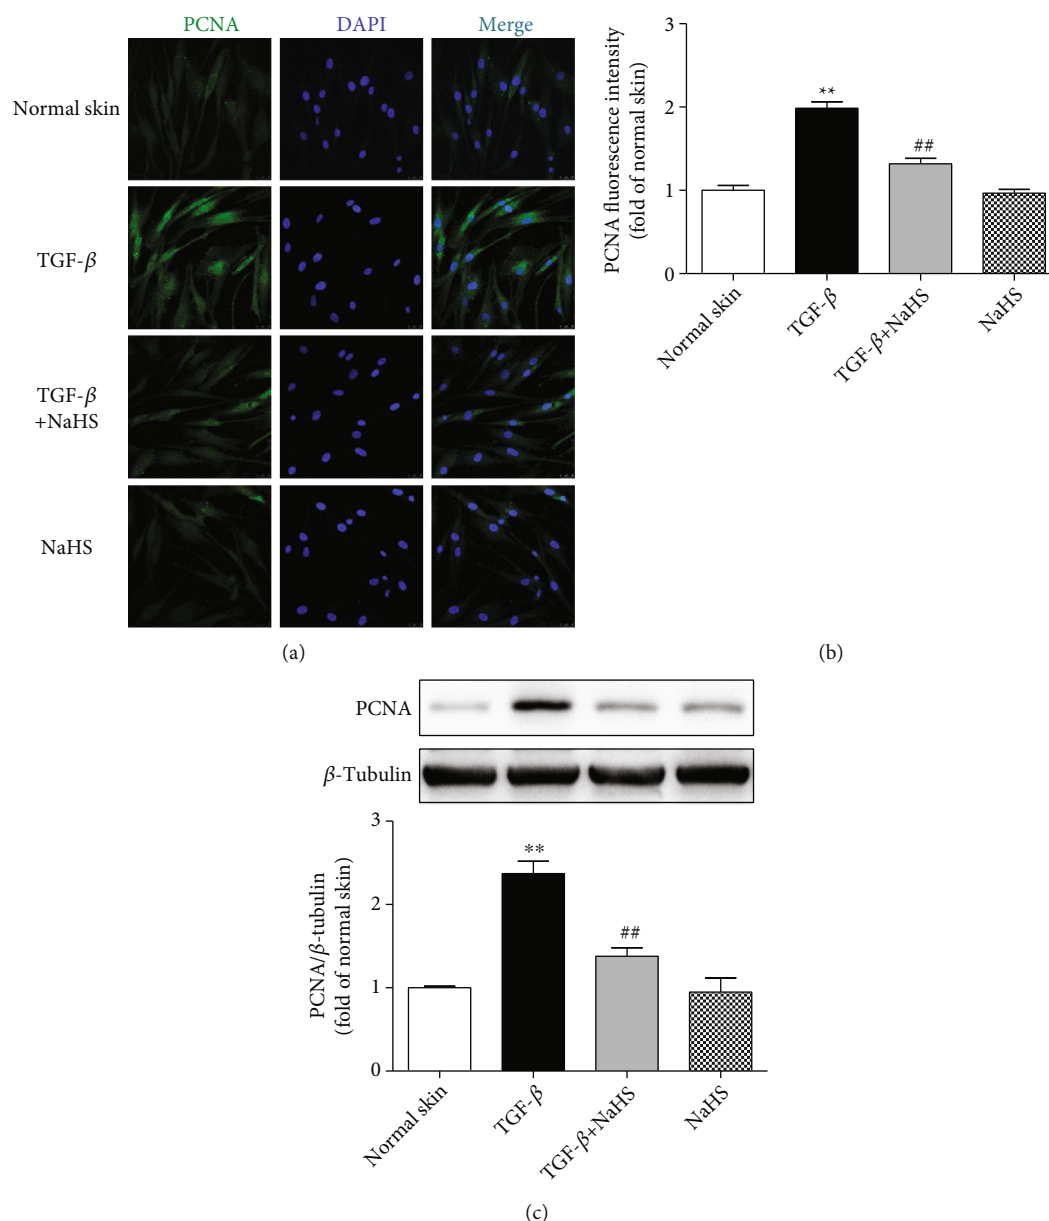 PCNA
DAPI
Merge
Normal skin
TGF-β
TGF-β
+NaHS
NaHS
(a)
PCNA fluorescence intensity
(fold of normal skin)
3
2
1
0
**
##
Normal skin
TGF-β
TGF-β+NaHS
NaHS
(b)
PCNA
β-Tubulin
PCNA/β-tubulin
(fold of normal skin)
3
2
1
0
**
##
Normal skin
TGF-β
TGF-β+NaHS
NaHS
(c)